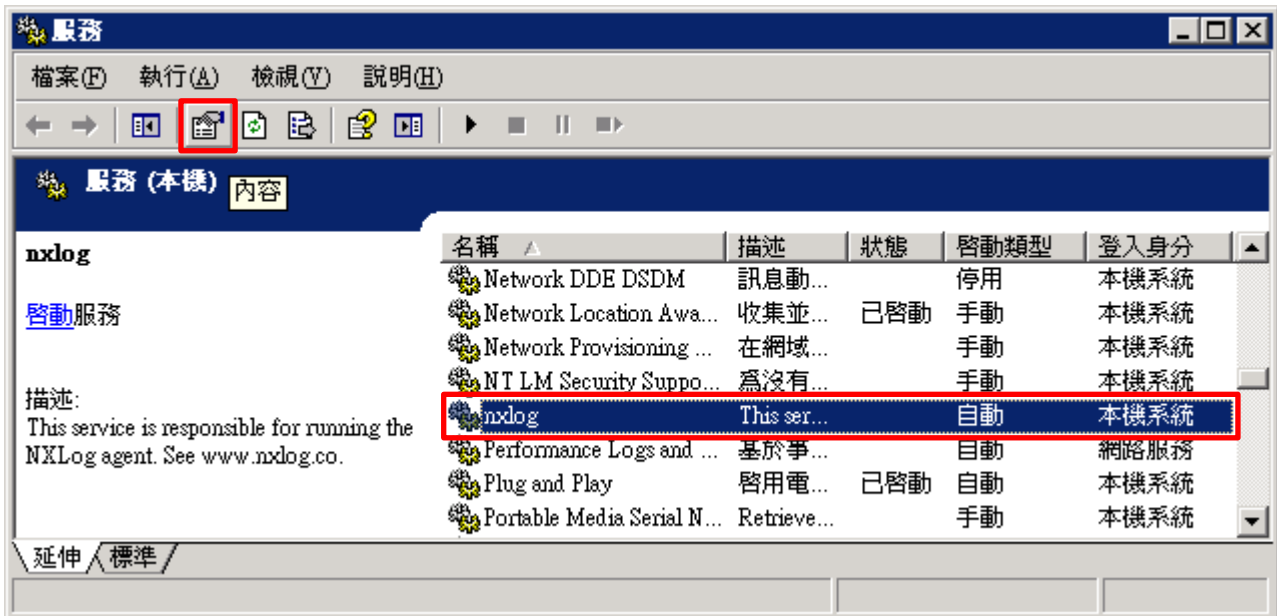 服務
檔案(F) 執行(A) 檢視(V) 說明(H)
服務 (本機)
內容
nxlog
啓動服務
描述:
This service is responsible for running the
NXLog agent. See www.nxlog.co.
名稱 描述 狀態 啓動類型 登入身分
Network DDE DSDM 訊息動... 停用 本機系統
Network Location Awa... 收集並... 已啓動 手動 本機系統
Network Provisioning ... 在網域... 手動 本機系統
NT LM Security Suppo... 爲沒有... 手動 本機系統
nxlog This ser... 自動 本機系統
Performance Logs and ... 基於事... 自動 網路服務
Plug and Play 啓用電... 已啓動 自動 本機系統
Portable Media Serial N... Retrieve... 手動 本機系統
延伸 標準